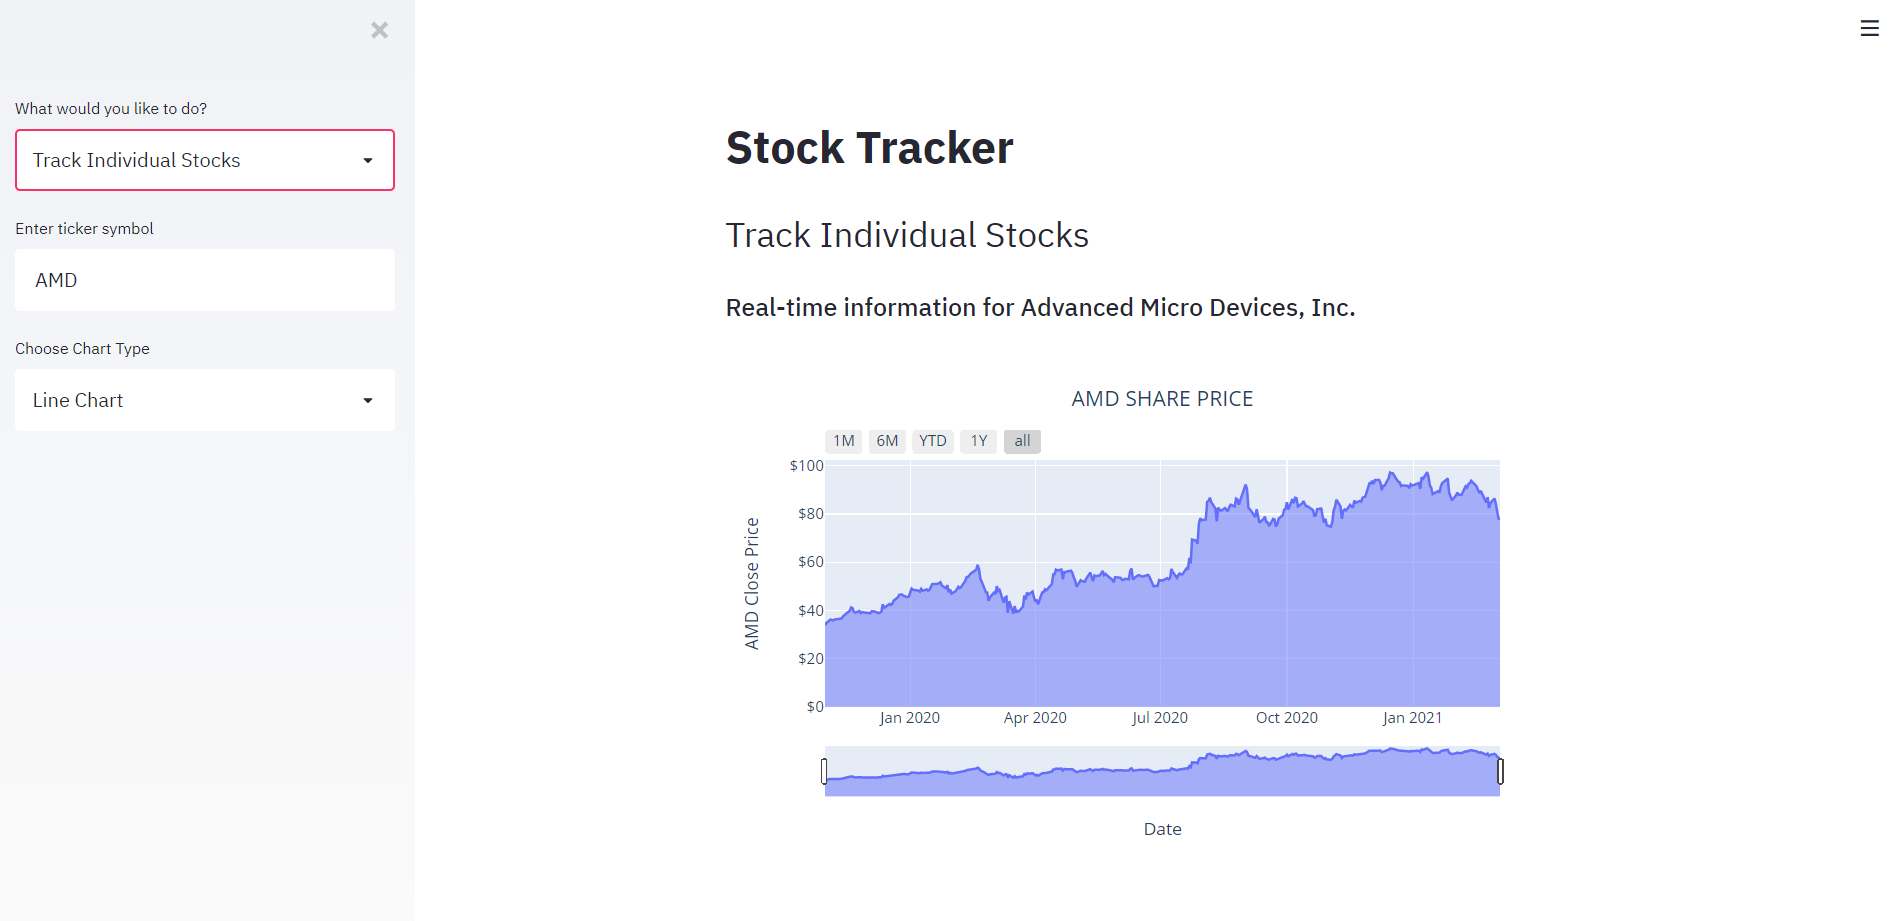 What would you like to do?
Track Individual Stocks
Enter ticker symbol
AMD
Choose Chart Type
Line Chart
Stock Tracker
Track Individual Stocks
Real-time information for Advanced Micro Devices, Inc.
AMD SHARE PRICE
1M 6M YTD 1Y all
$100
$80
$60
$40
$20
$0
AMD Close Price
Jan 2020 Apr 2020 Jul 2020 Oct 2020 Jan 2021
Date